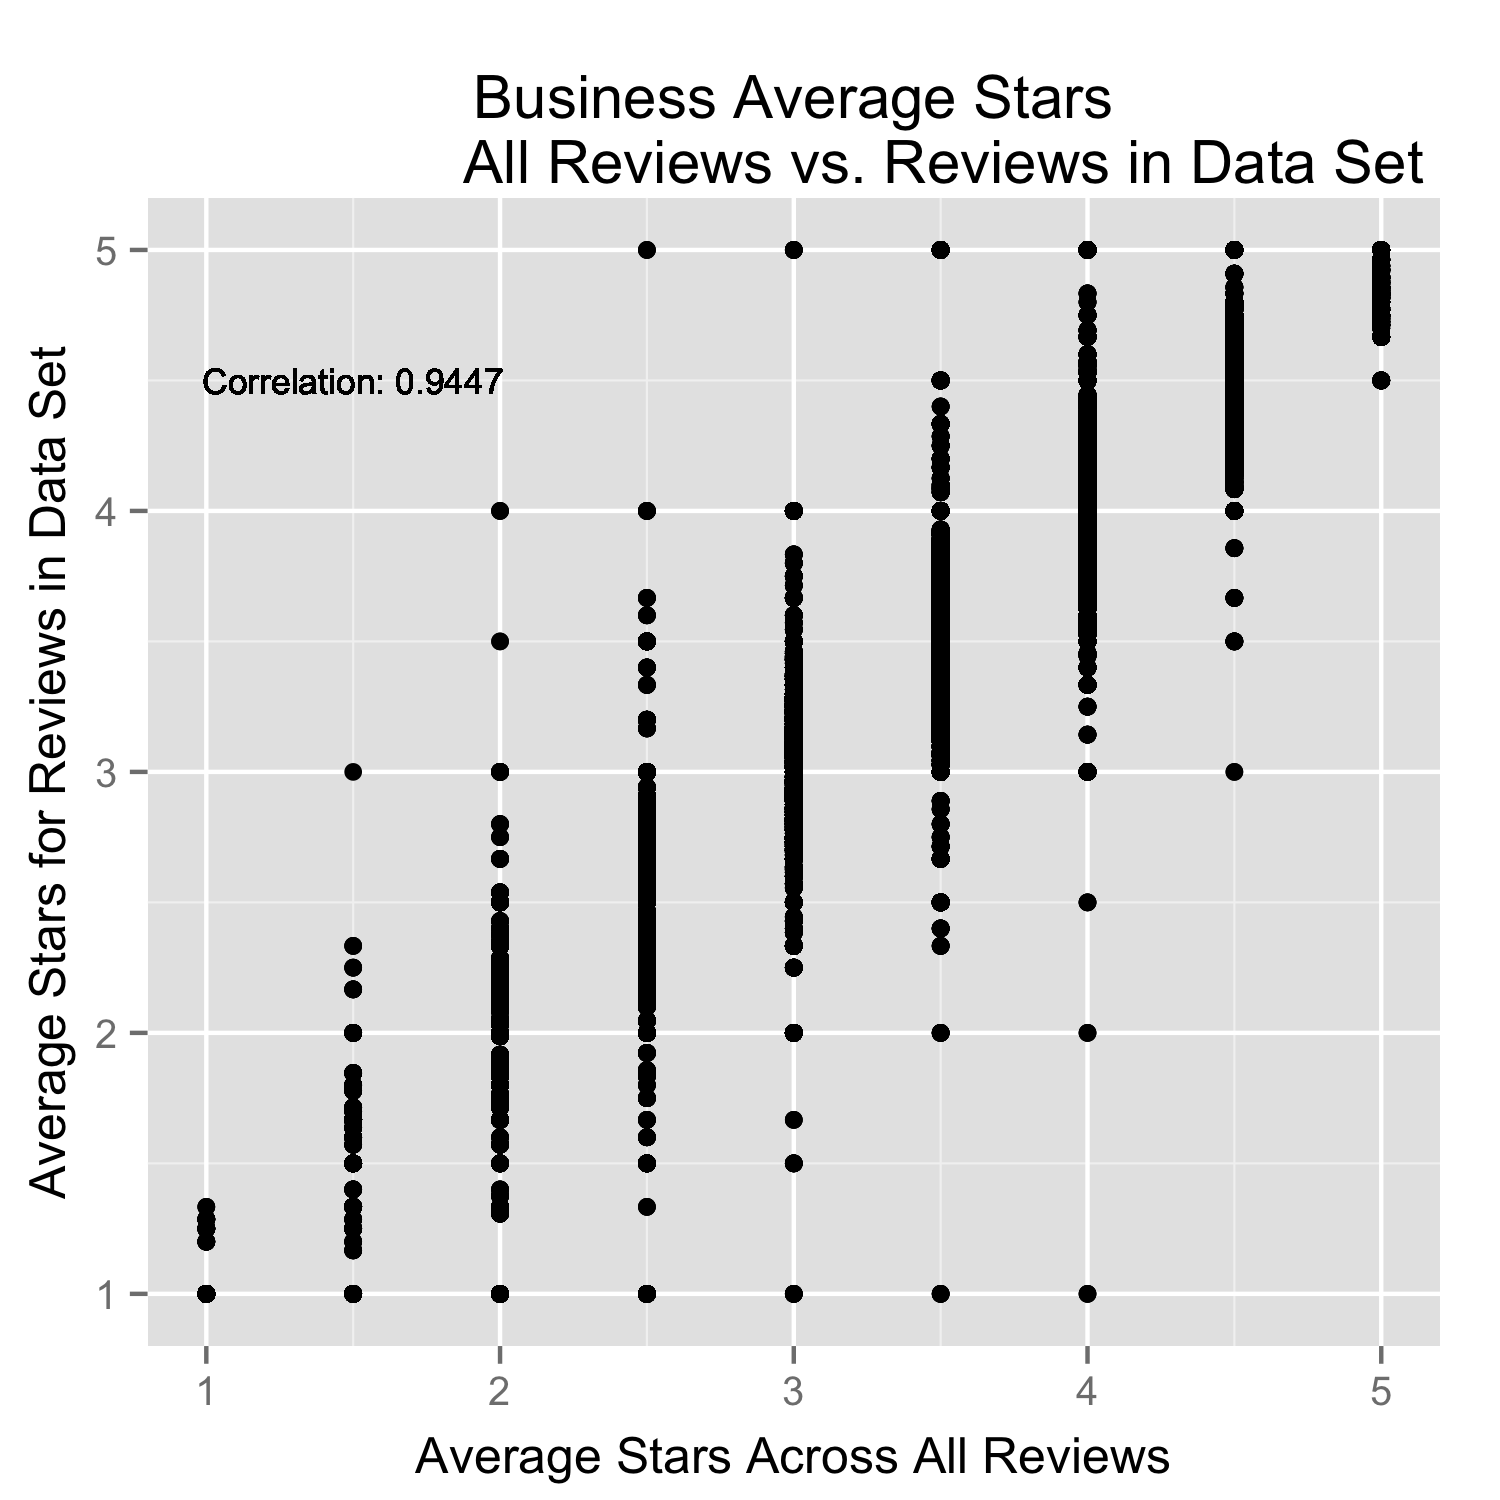 Business Average Stars
All Reviews vs. Reviews in Data Set
Average Stars for Reviews in Data Set
5
4
3
2
1
Correlation: 0.9447
1 2 3 4 5
Average Stars Across All Reviews